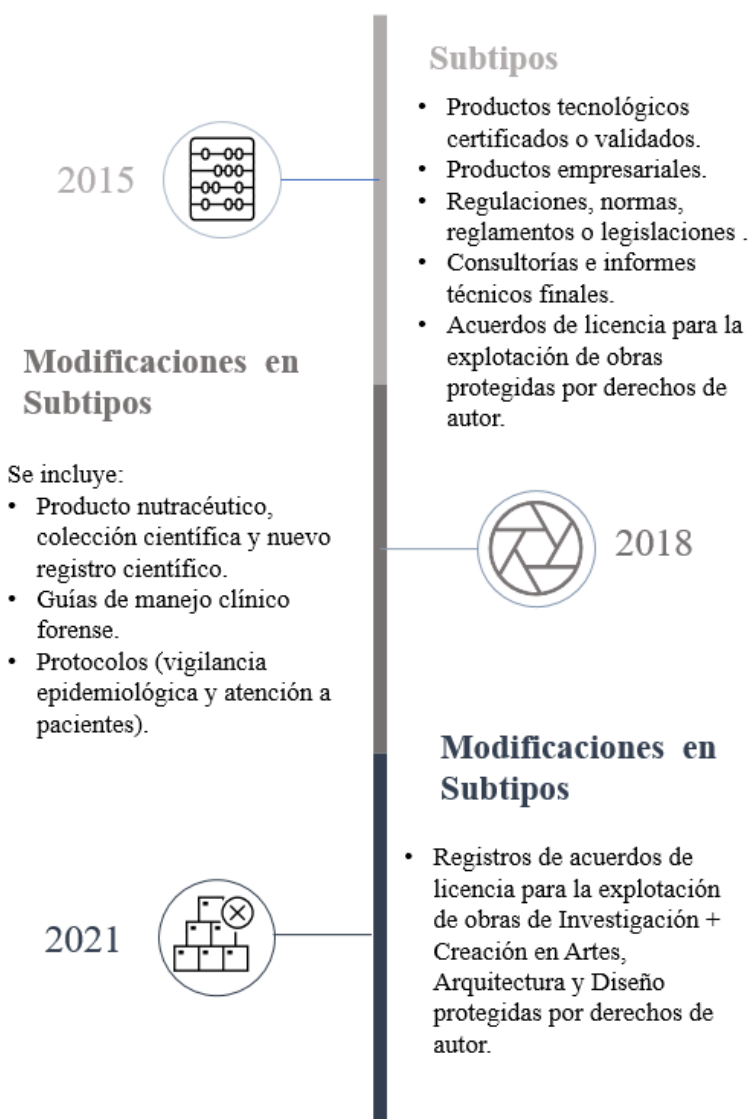 2015
Subtipos
• Productos tecnológicos
certificados o validados.
• Productos empresariales.
• Regulaciones, normas,
reglamentos o legislaciones .
• Consultorías e informes
técnicos finales.
• Acuerdos de licencia para la
explotación de obras
protegidas por derechos de
autor.
Modificaciones en
Subtipos
Se incluye:
• Producto nutracéutico,
colección científica y nuevo
registro científico.
• Guías de manejo clínico
forense.
• Protocolos (vigilancia
epidemiológica y atención a
pacientes).
2018
2021
Modificaciones en
Subtipos
• Registros de acuerdos de
licencia para la explotación
de obras de Investigación +
Creación en Artes,
Arquitectura y Diseño
protegidas por derechos de
autor.